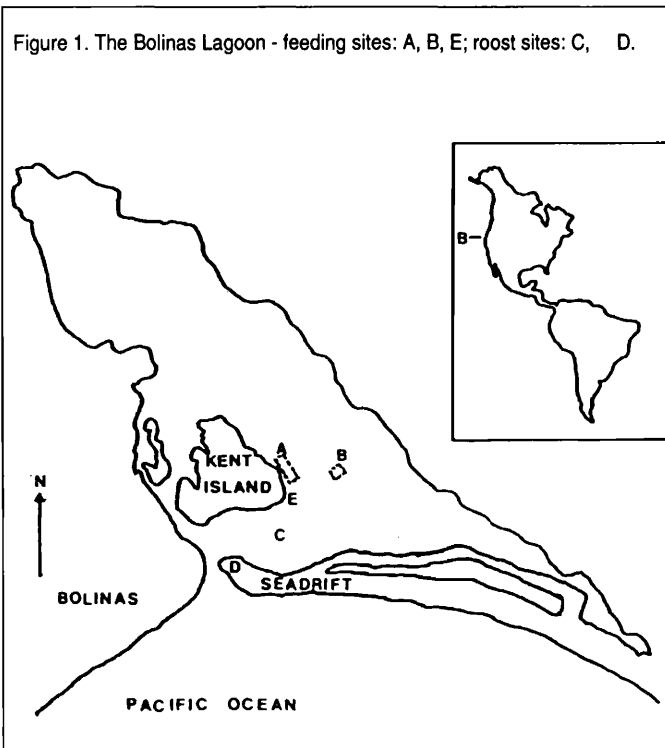 Figure 1. The Bolinas Lagoon - feeding sites: A, B, E; roost sites: C, D.
B
A
B
KENT
ISLAND
N
E
C
D
SEADRIFT
BOLINAS
PACIFIC OCEAN